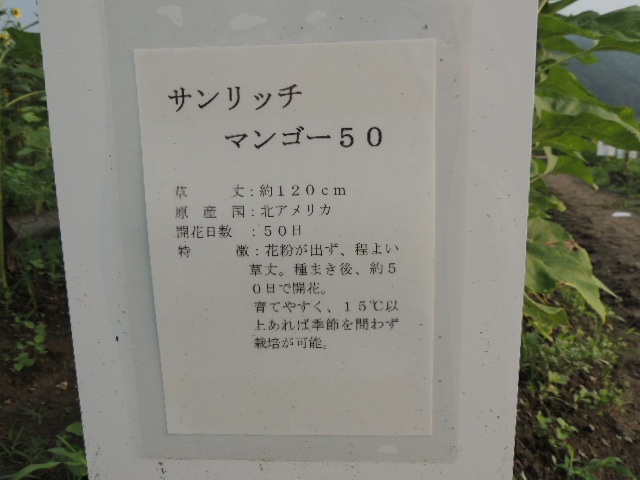 サンリッチ
マンゴー５０
草　　丈：約１２０ｃｍ
原　産　国：北アメリカ
開花日数　：５０日
特　　徴：花粉が出ず、程よい
草丈。種まき後、約５
０日で開花。
育てやすく、１５℃以
上あれば季節を問わず
栽培が可能。